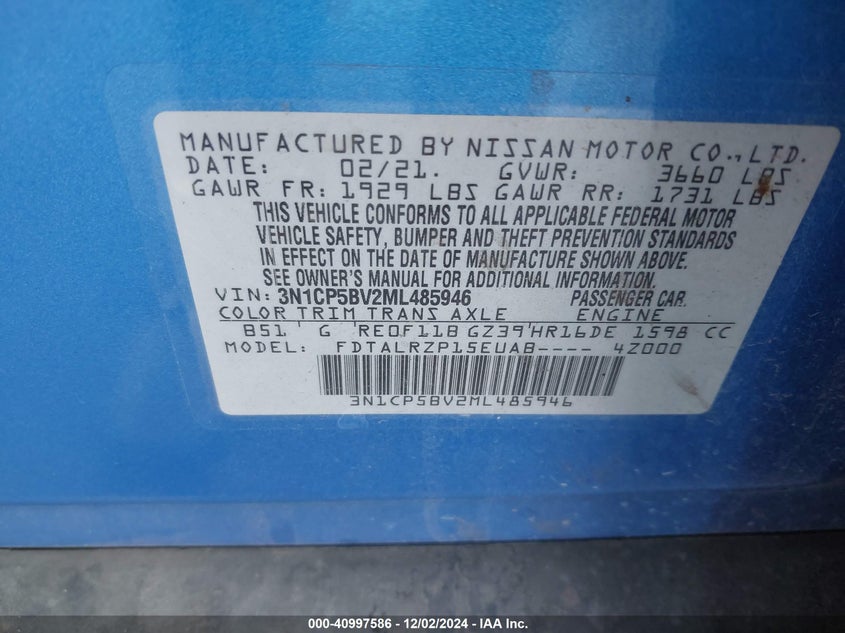 MANUFACTURED BY NISSAN MOTOR CO., LTD.
DATE: 02/21. GVWR: 3660 LBS
GAWR FR: 1929 LBS GAWR RR: 1731 LBS
THIS VEHICLE CONFORMS TO ALL APPLICABLE FEDERAL MOTOR
VEHICLE SAFETY, BUMPER AND THEFT PREVENTION STANDARDS
IN EFFECT ON THE DATE OF MANUFACTURE SHOWN ABOVE.
SEE OWNER'S MANUAL FOR ADDITIONAL INFORMATION.
VIN: 3N1CP5BV2ML485946 PASSENGER CAR
COLOR TRIM TRANS AXLE ENGINE
B51 G RE0F11B GZ39 HR16DE 1598 CC
MODEL: FDTALRZP15EUAB---- 4Z000
3N1CP5BV2ML485946
000-40997586 - 12/02/2024 - IAA Inc.